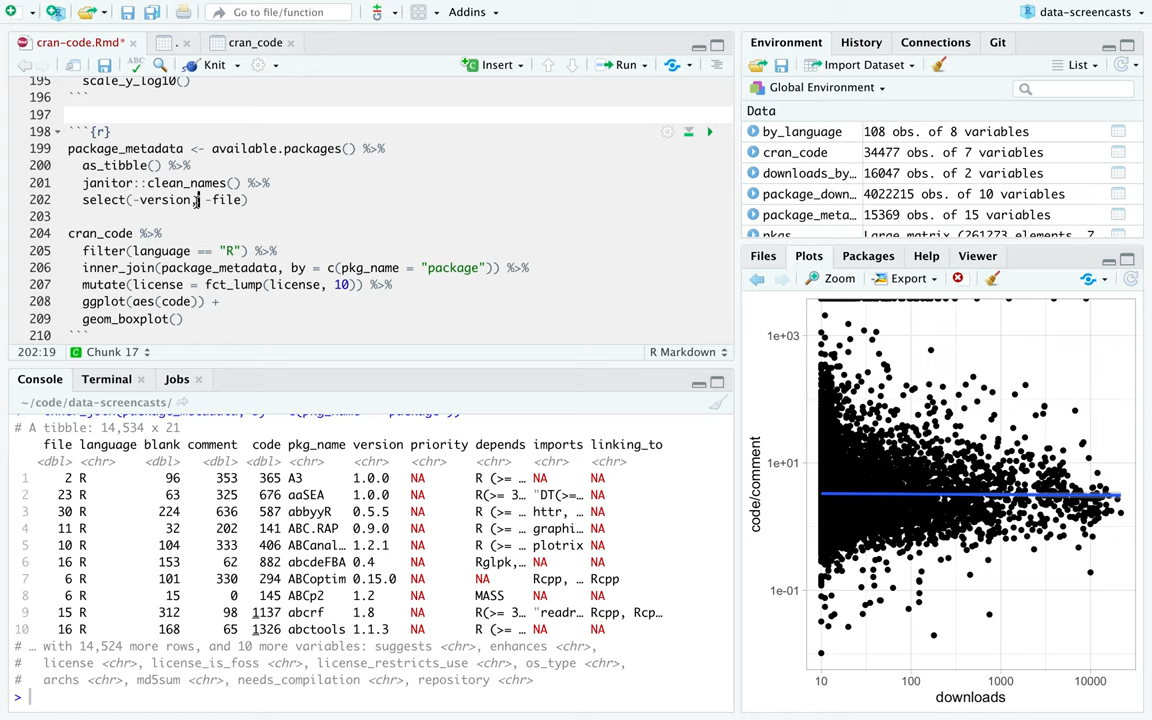 Go to file/function
Addins
data-screencasts
cran-code.Rmd*
.
cran_code
Knit
Insert
Run
195 scale_y_log10()
196 ```
197
198 ```{r}
199 package_metadata <- available.packages() %>%
200 as_tibble() %>%
201 janitor::clean_names() %>%
202 select(-version, -file)
203
204 cran_code %>%
205 filter(language == "R") %>%
206 inner_join(package_metadata, by = c(pkg_name = "package")) %>%
207 mutate(license = fct_lump(license, 10)) %>%
208 ggplot(aes(code)) +
209 geom_boxplot()
210 ```
202:19 Chunk 17 R Markdown
Console Terminal Jobs
~/code/data-screencasts/
# A tibble: 14,534 x 21
file language blank comment code pkg_name version priority depends imports linking_to
<dbl> <chr> <dbl> <dbl> <dbl> <chr> <chr> <chr> <chr> <chr> <chr>
1 2 R 96 353 365 A3 1.0.0 NA R (>= … NA NA
2 23 R 63 325 676 aaSEA 1.0.0 NA R(>= 3… "DT(>=… NA
3 30 R 224 636 587 abbyyR 0.5.5 NA R (>= … httr, … NA
4 11 R 32 202 141 ABC.RAP 0.9.0 NA R (>= … graphi… NA
5 10 R 104 333 406 ABCanal… 1.2.1 NA R (>= … plotrix NA
6 16 R 153 62 882 abcdeFBA 0.4 NA Rglpk,… NA NA
7 6 R 101 330 294 ABCoptim 0.15.0 NA NA Rcpp, … Rcpp
8 6 R 15 0 145 ABCp2 1.2 NA MASS NA NA
9 15 R 312 98 1137 abcrf 1.8 NA R(>= 3… "readr… Rcpp, Rcp…
10 16 R 168 65 1326 abctools 1.1.3 NA R (>= … NA NA
# … with 14,524 more rows, and 10 more variables: suggests <chr>, enhances <chr>,
# license <chr>, license_is_foss <chr>, license_restricts_use <chr>, os_type <chr>,
# archs <chr>, md5sum <chr>, needs_compilation <chr>, repository <chr>
>
Environment History Connections Git
Import Dataset List
Global Environment
Data
by_language 108 obs. of 8 variables
cran_code 34477 obs. of 7 variables
downloads_by… 16047 obs. of 2 variables
package_down… 4022215 obs. of 10 variables
package_meta… 15369 obs. of 15 variables
Files Plots Packages Help Viewer
Zoom Export
1e+03
1e+01
1e-01
code/comment
10 100 1000 10000
downloads